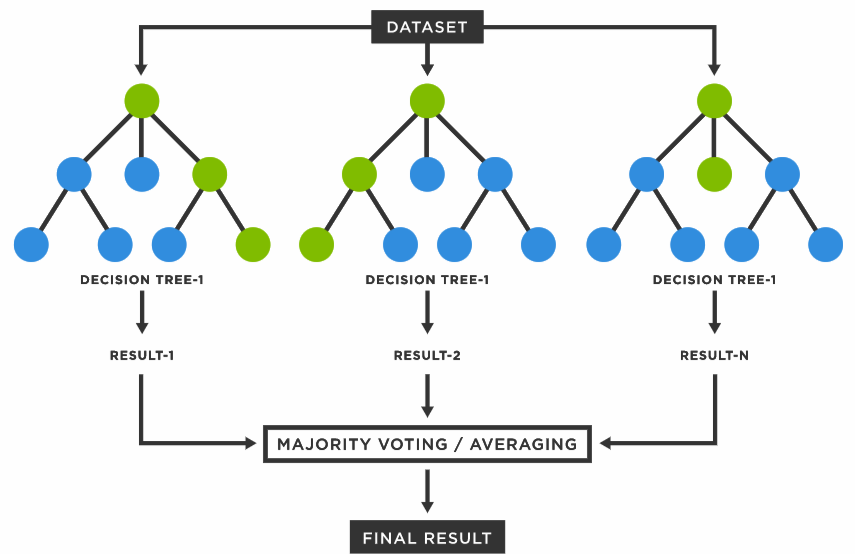 DATASET
DECISION TREE-1
DECISION TREE-1
DECISION TREE-1
RESULT-1
RESULT-2
RESULT-N
MAJORITY VOTING / AVERAGING
FINAL RESULT